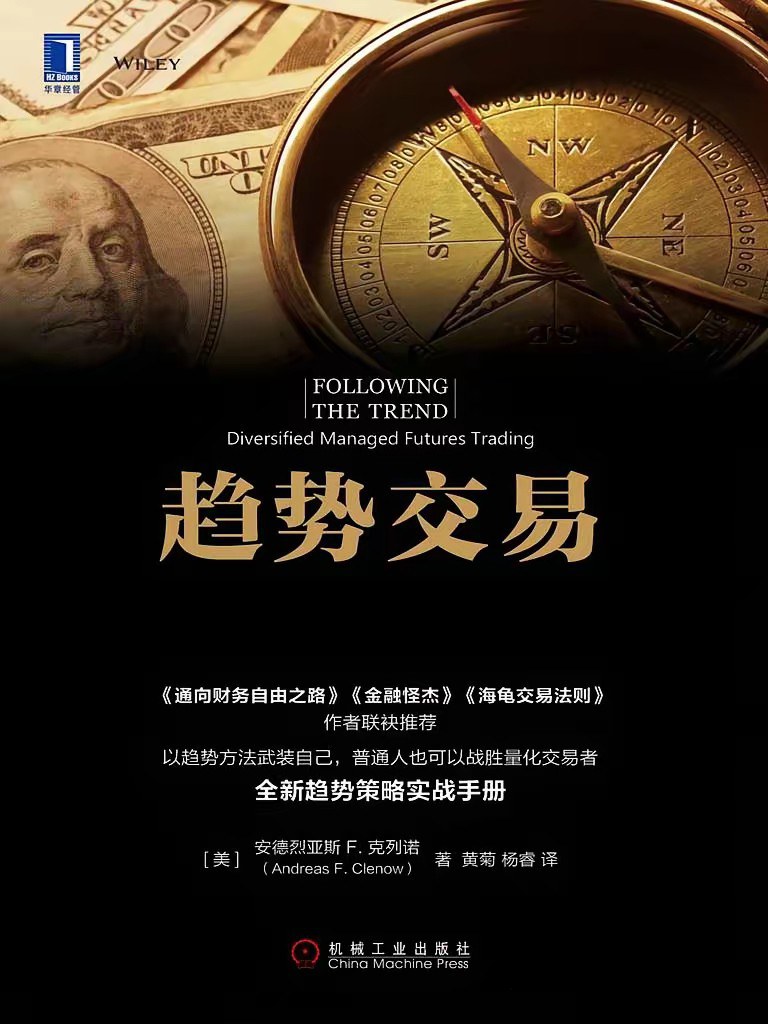 HZ Books
华章经管
WILEY
UNI
NW
NE
SW
SE
FOLLOWING
THE TREND
Diversified Managed Futures Trading
趋势交易
《通向财务自由之路》《金融怪杰》《海龟交易法则》
作者联袂推荐
以趋势方法武装自己，普通人也可以战胜量化交易者
全新趋势策略实战手册
[美] 安德烈亚斯 F. 克列诺 著 黄菊 杨睿 译
(Andreas F. Clenow)
机械工业出版社
China Machine Press